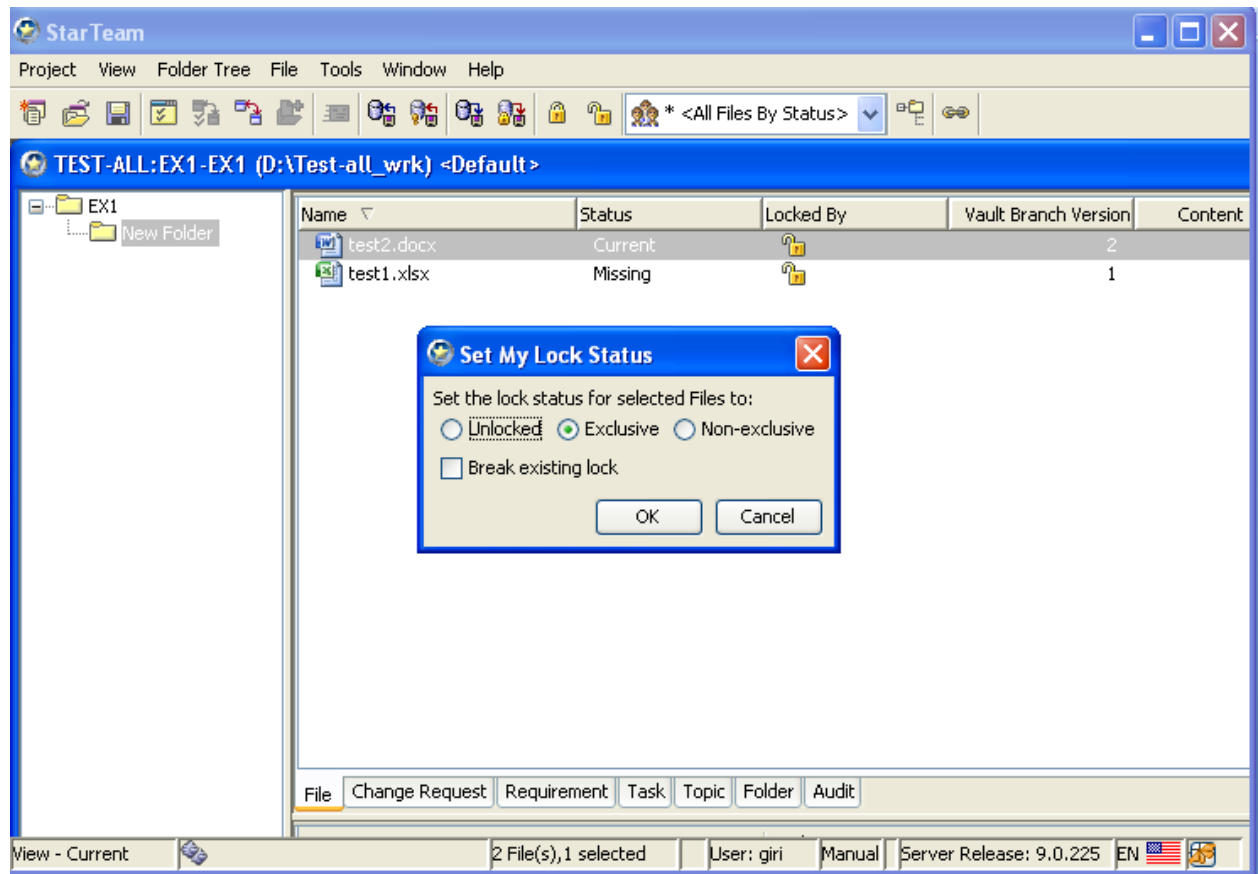 StarTeam
Project View Folder Tree File Tools Window Help
* <All Files By Status>
TEST-ALL:EX1-EX1 (D:\Test-all_wrk) <Default>
EX1
New Folder
Name Status Locked By Vault Branch Version Content
test2.docx Current 2
test1.xlsx Missing 1
Set My Lock Status
Set the lock status for selected Files to:
Unlocked Exclusive Non-exclusive
Break existing lock
OK Cancel
File Change Request Requirement Task Topic Folder Audit
View - Current 2 File(s),1 selected User: giri Manual Server Release: 9.0.225 EN